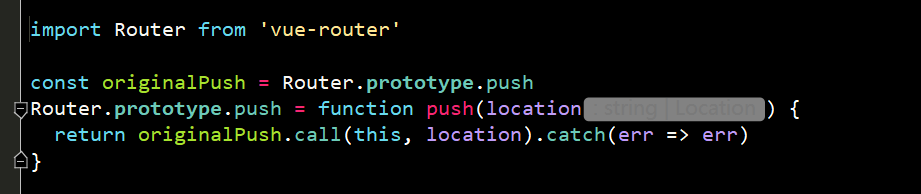 import Router from 'vue-router'
const originalPush = Router.prototype.push
Router.prototype.push = function push(location : string | Location ) {
return originalPush.call(this, location).catch(err => err)
}